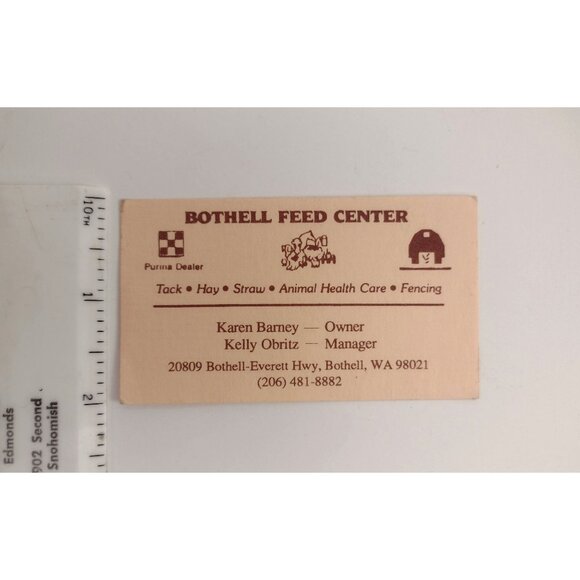 BOTHELL FEED CENTER
Purina Dealer
Tack • Hay • Straw • Animal Health Care • Fencing
Karen Barney — Owner
Kelly Obritz — Manager
20809 Bothell-Everett Hwy, Bothell, WA 98021
(206) 481-8882
10TH
1
2
Edmonds
902 Second
Snohomish